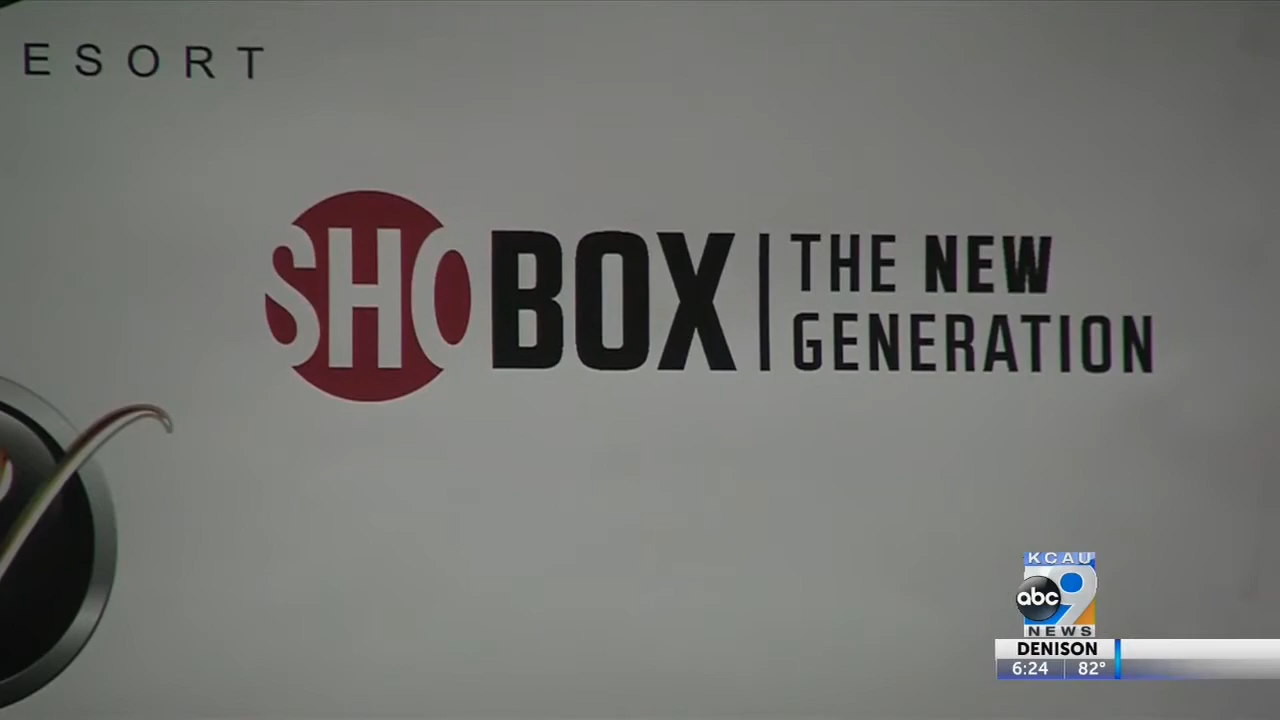 ESORT
SHOBOX
THE NEW
GENERATION
KCAU
abc 9
NEWS
DENISON
6:24 82°